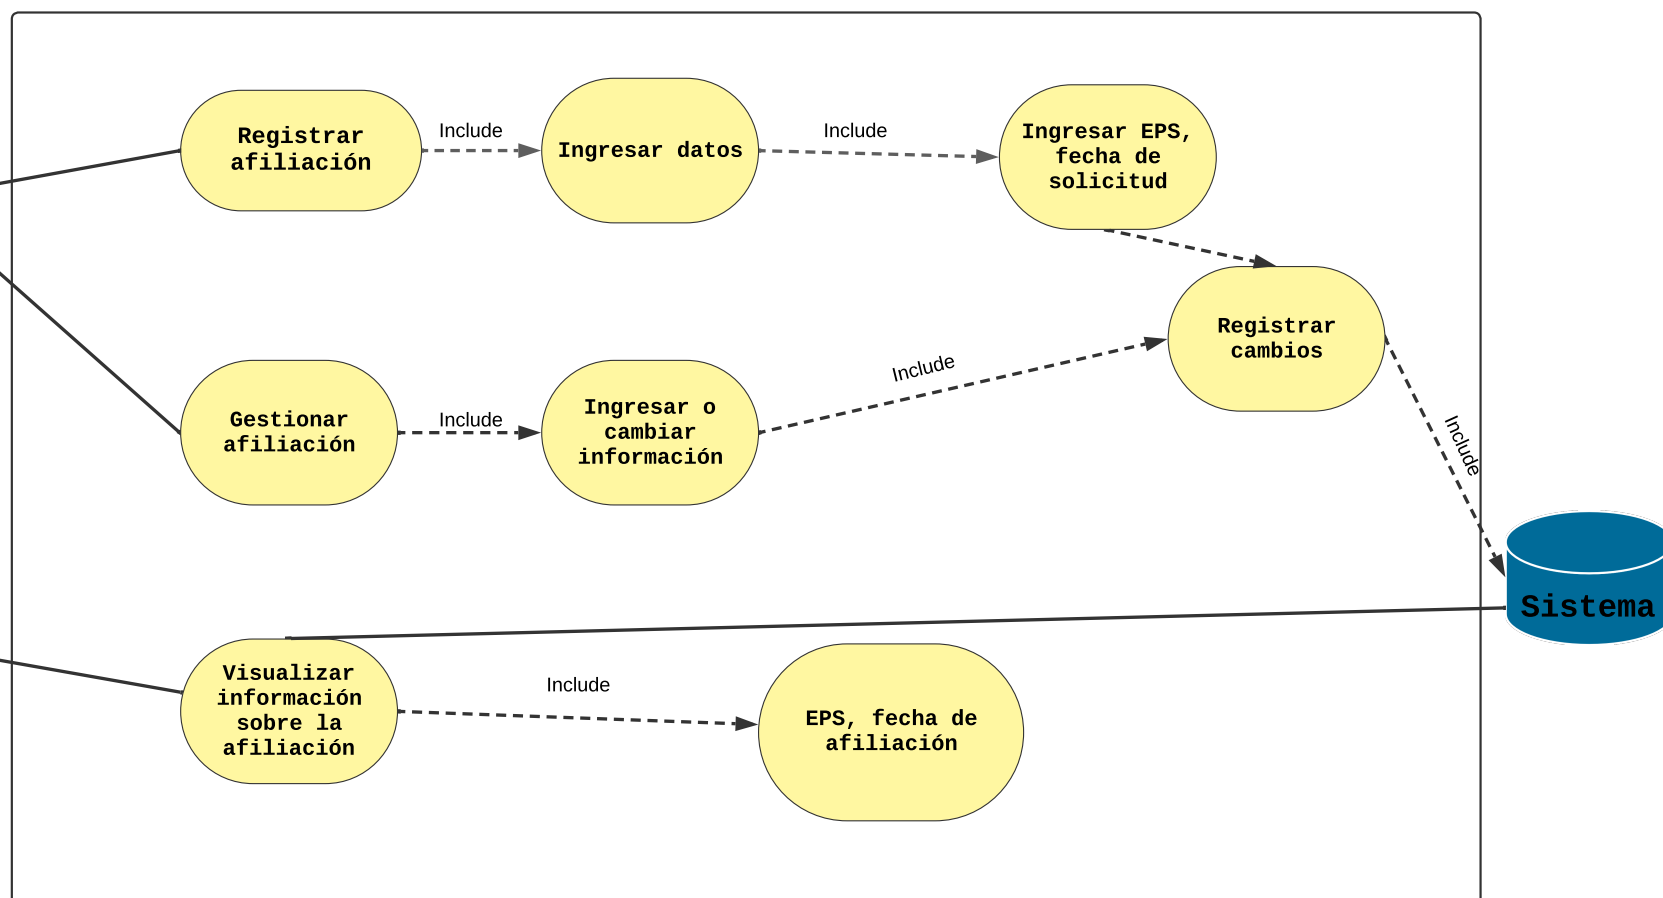 Registrar
afiliación
Include
Ingresar datos
Include
Ingresar EPS,
fecha de
solicitud
Registrar
cambios
Include
Gestionar
afiliación
Include
Ingresar o
cambiar
información
Include
Sistema
Visualizar
información
sobre la
afiliación
Include
EPS, fecha de
afiliación